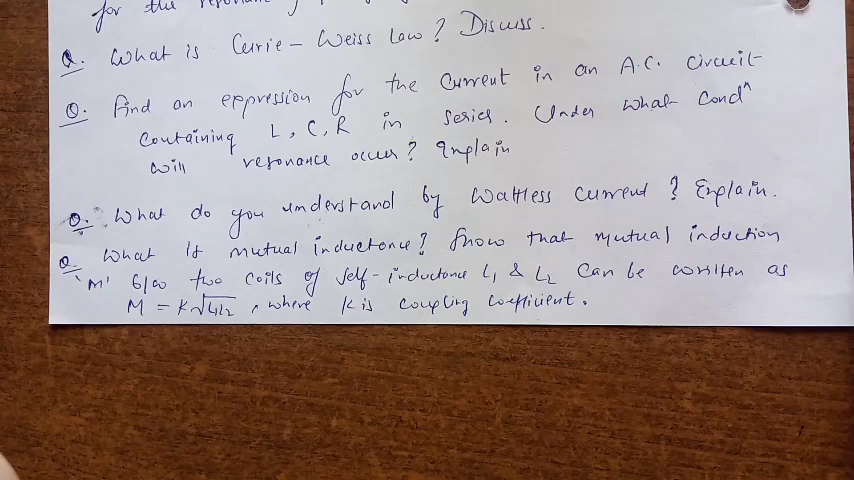 for the resonance
Q. What is Curie - Weiss Law? Discuss.
Q. Find an expression for the current in an A.C. circuit
containing L, C, R in series. Under what condⁿ
will resonance occur? Explain
Q. What do you understand by Wattless current? Explain.
Q What is mutual inductance? Show that mutual induction
'M' b/w two coils of self-inductance L₁ & L₂ can be written as
M = K√L₁L₂, where K is coupling coefficient.